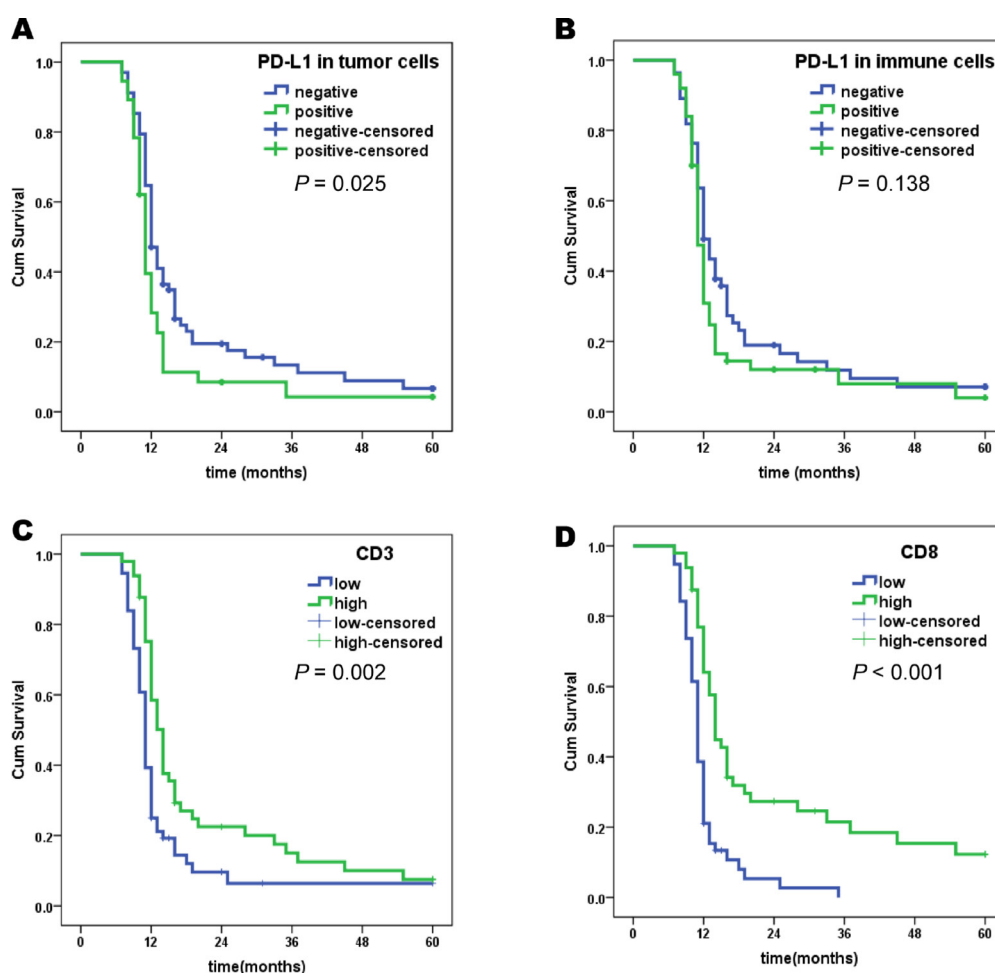 A
PD-L1 in tumor cells
negative
positive
negative-censored
positive-censored
P = 0.025
Cum Survival
1.0
0.8
0.6
0.4
0.2
0.0
0 12 24 36 48 60
time (months)
B
PD-L1 in immune cells
negative
positive
negative-censored
positive-censored
P = 0.138
Cum Survival
1.0
0.8
0.6
0.4
0.2
0.0
0 12 24 36 48 60
time (months)
C
CD3
low
high
low-censored
high-censored
P = 0.002
Cum Survival
1.0
0.8
0.6
0.4
0.2
0.0
0 12 24 36 48 60
time(months)
D
CD8
low
high
low-censored
high-censored
P < 0.001
Cum Survival
1.0
0.8
0.6
0.4
0.2
0.0
0 12 24 36 48 60
time(months)